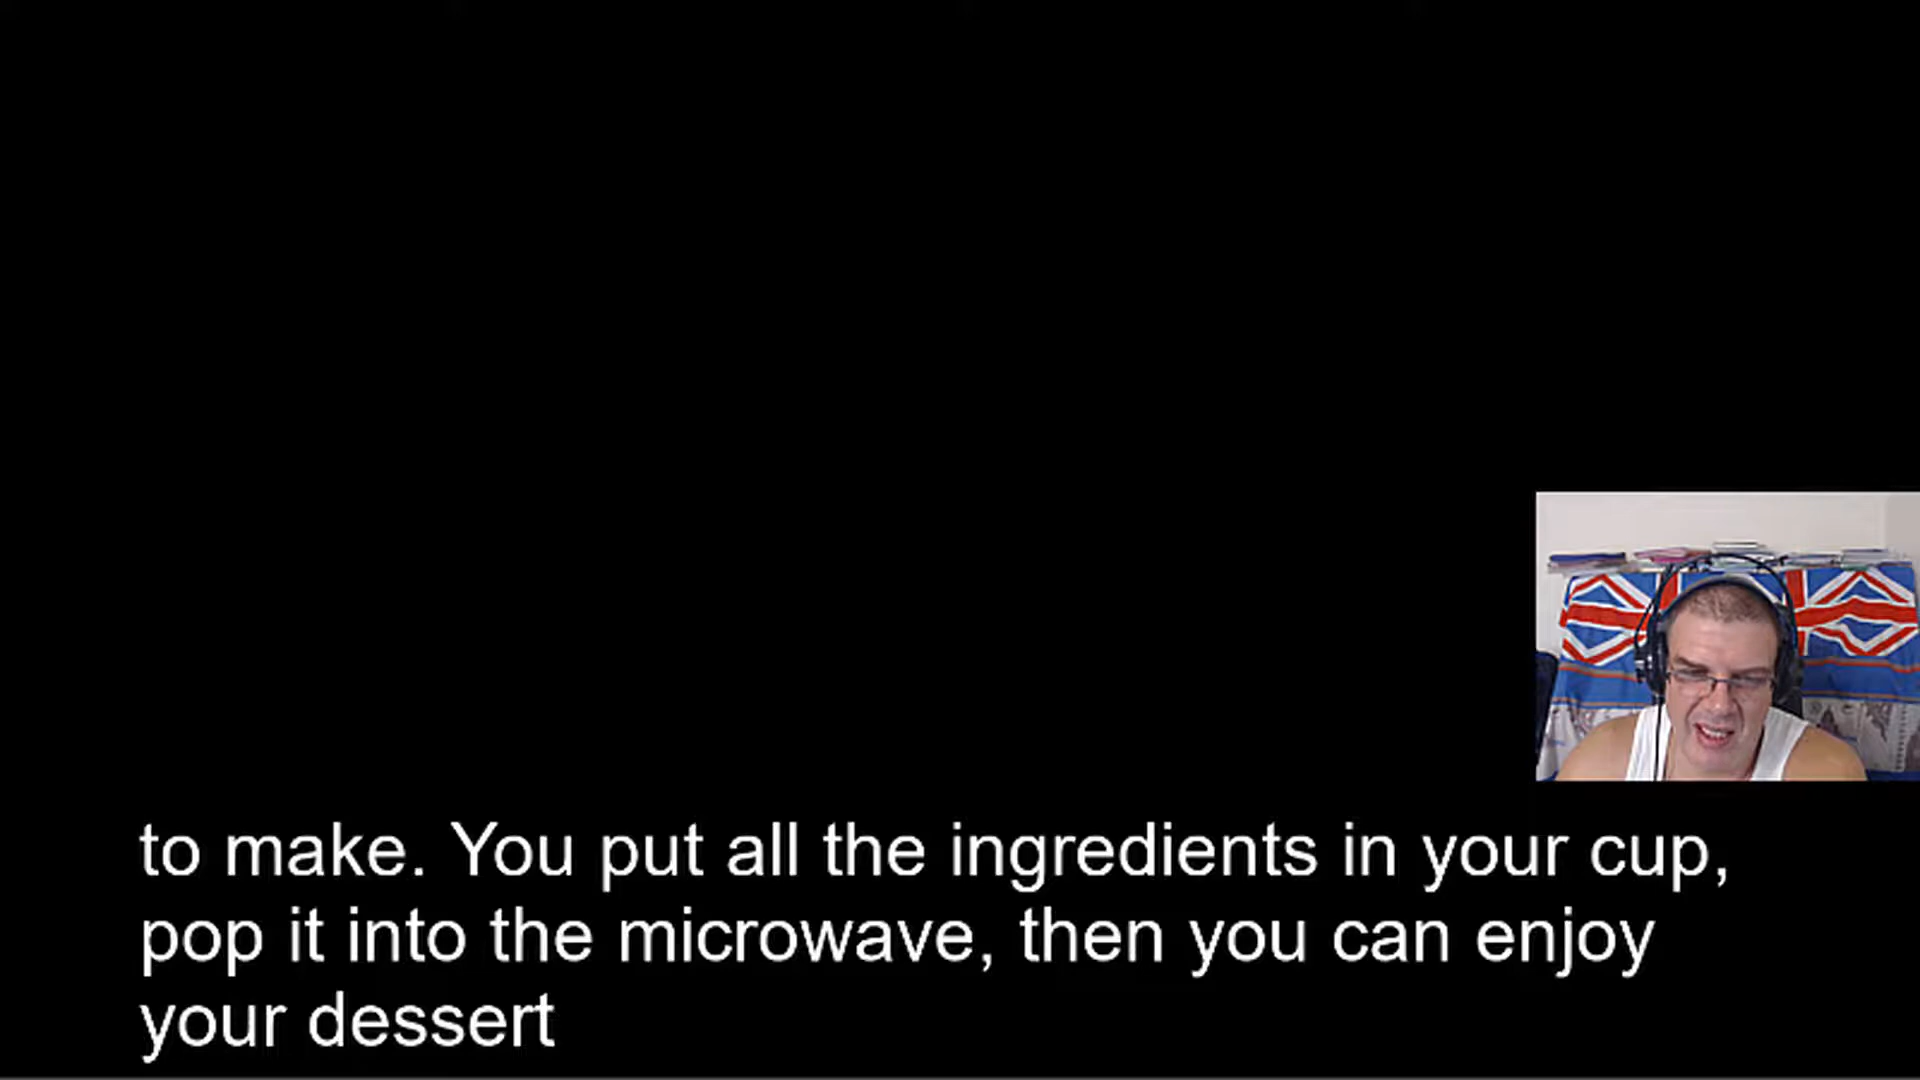 to make. You put all the ingredients in your cup,
pop it into the microwave, then you can enjoy
your dessert